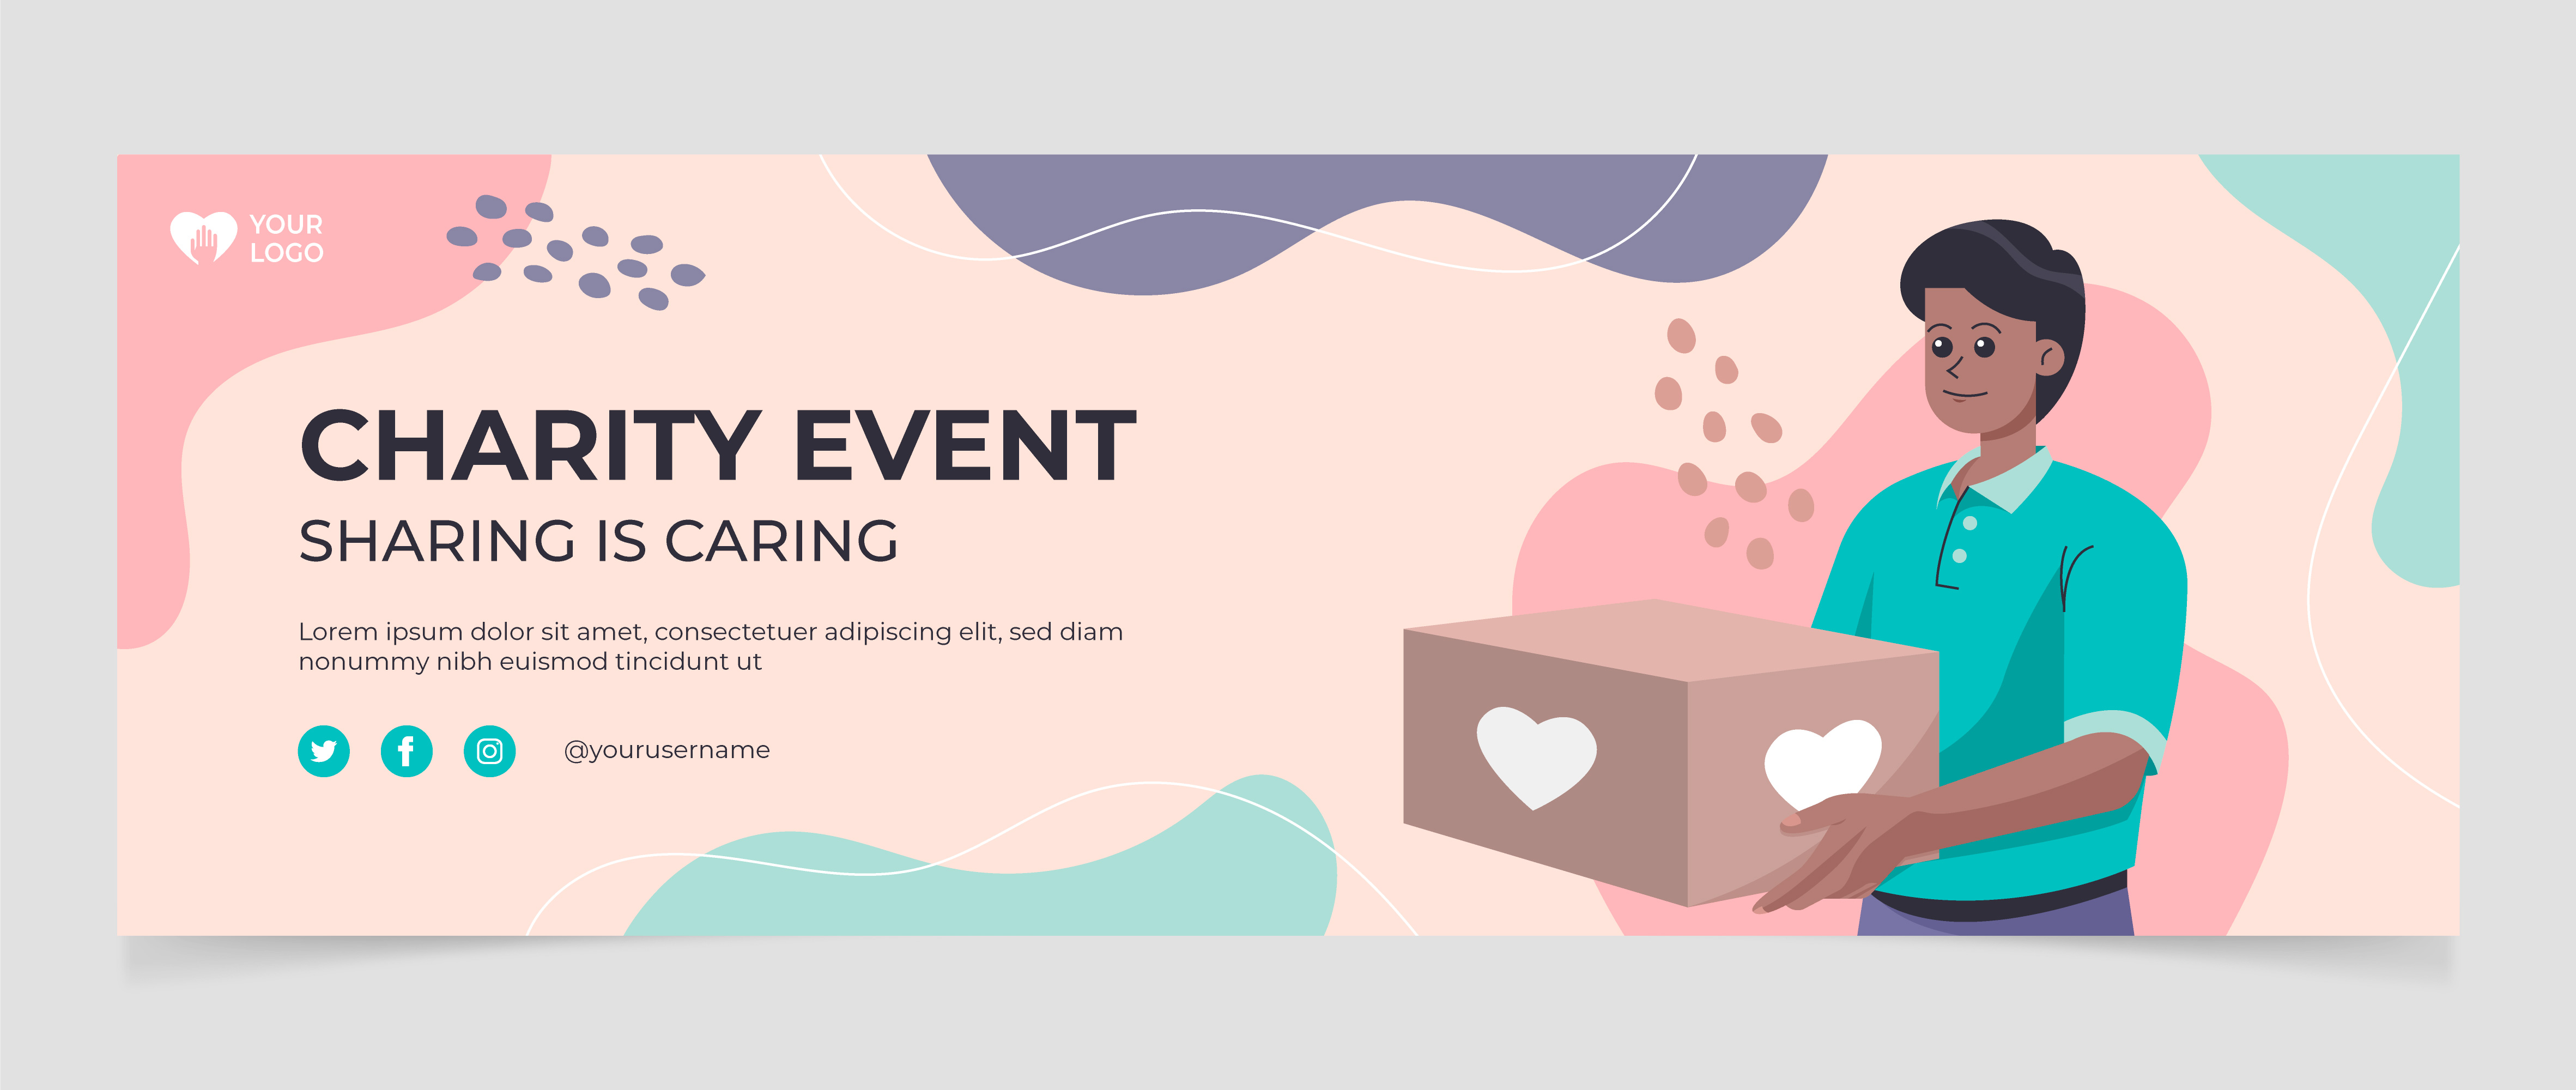 YOUR
LOGO
CHARITY EVENT
SHARING IS CARING
Lorem ipsum dolor sit amet, consectetuer adipiscing elit, sed diam
nonummy nibh euismod tincidunt ut
@yourusername